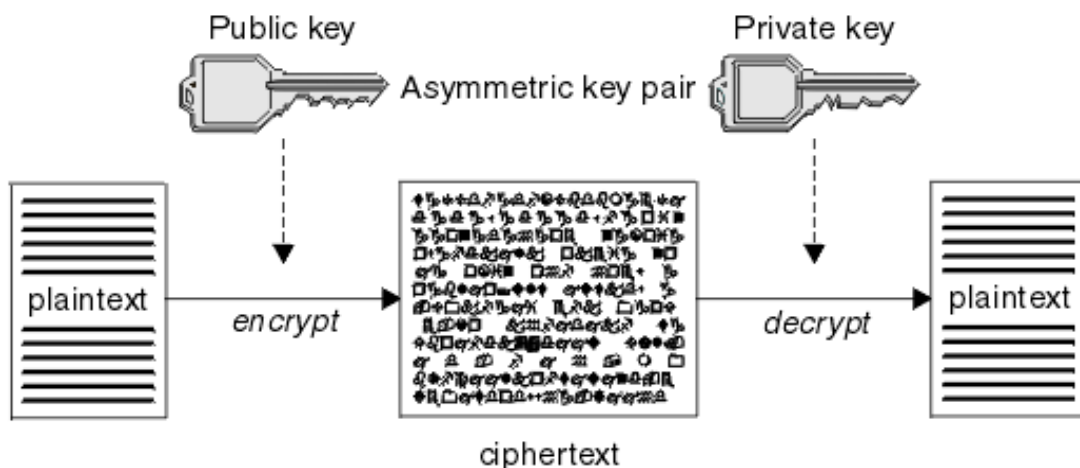 Public key
Private key
Asymmetric key pair
plaintext
encrypt
decrypt
plaintext
ciphertext